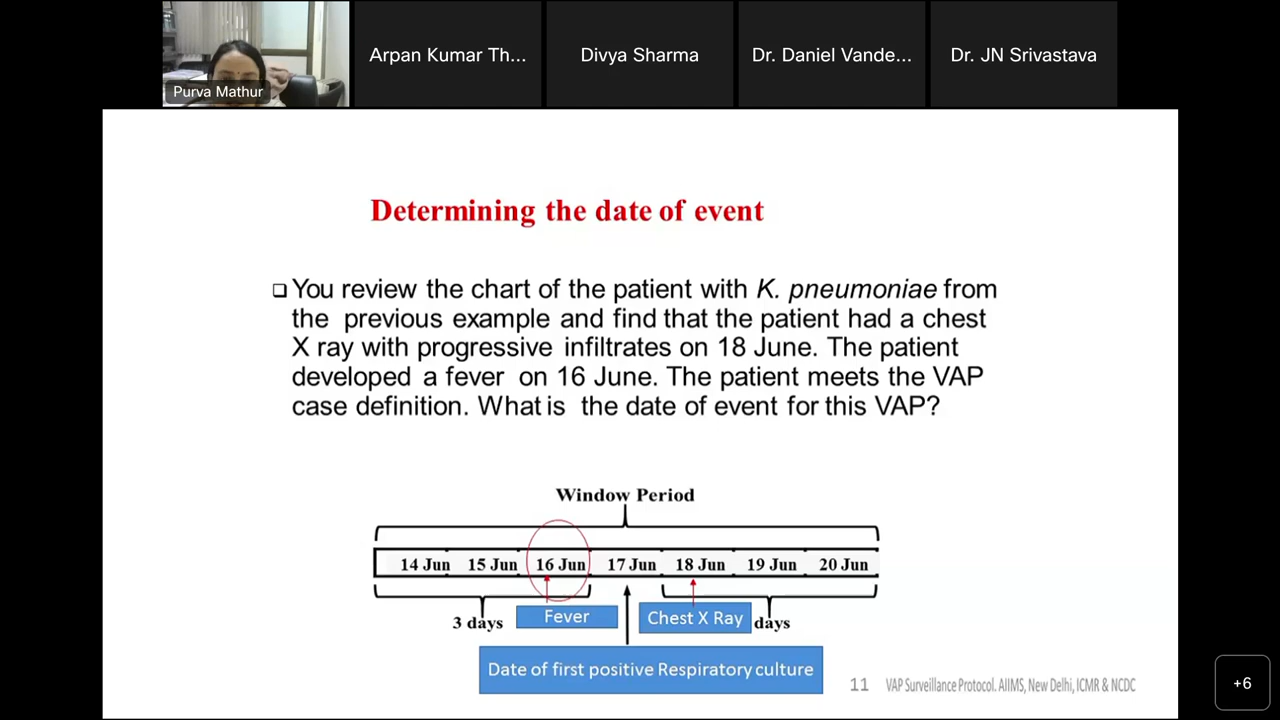 Purva Mathur
Arpan Kumar Th...
Divya Sharma
Dr. Daniel Vande...
Dr. JN Srivastava
Determining the date of event
You review the chart of the patient with K. pneumoniae from
the previous example and find that the patient had a chest
X ray with progressive infiltrates on 18 June. The patient
developed a fever on 16 June. The patient meets the VAP
case definition. What is the date of event for this VAP?
Window Period
14 Jun 15 Jun 16 Jun 17 Jun 18 Jun 19 Jun 20 Jun
3 days
Fever
Chest X Ray
days
Date of first positive Respiratory culture
11
VAP Surveillance Protocol. AIIMS, New Delhi, ICMR & NCDC
+6